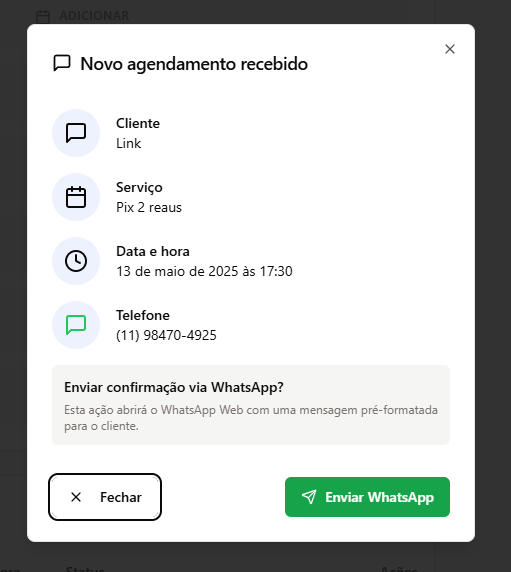 ADICIONAR
Novo agendamento recebido
Cliente
Link
Serviço
Pix 2 reaus
Data e hora
13 de maio de 2025 às 17:30
Telefone
(11) 98470-4925
Enviar confirmação via WhatsApp?
Esta ação abrirá o WhatsApp Web com uma mensagem pré-formatada
para o cliente.
Fechar
Enviar WhatsApp
Status
Ações